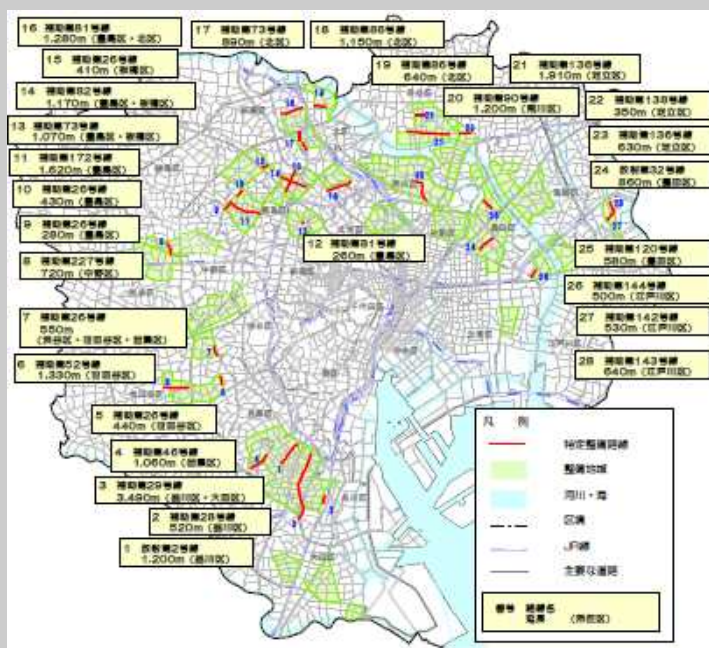 16 補助第81号線
1.280m(豊島区・北区)
17 補助第73号線
890m(北区)
18 補助第86号線
1.150m(北区)
15 補助第26号線
410m(板橋区)
19 補助第86号線
640m(北区)
21 補助第136号線
1.910m(足立区)
14 補助第82号線
1.170m(豊島区・板橋区)
20 補助第90号線
1.200m(荒川区)
22 補助第138号線
350m(足立区)
13 補助第73号線
1.070m(豊島区・板橋区)
23 補助第136号線
630m(足立区)
11 補助第172号線
1.620m(豊島区)
24 放射第32号線
860m(墨田区)
10 補助第26号線
430m(豊島区)
9 補助第26号線
280m(豊島区)
12 補助第81号線
260m(豊島区)
25 補助第120号線
580m(墨田区)
8 補助第227号線
720m(中野区)
26 補助第144号線
500m(江戸川区)
7 補助第26号線
550m
(渋谷区・世田谷区・目黒区)
27 補助第142号線
530m(江戸川区)
6 補助第52号線
1.330m(世田谷区)
28 補助第143号線
640m(江戸川区)
5 補助第26号線
440m(世田谷区)
4 補助第46号線
1.060m(目黒区)
3 補助第29号線
3.490m(品川区・大田区)
2 補助第28号線
520m(品川区)
1 放射第2号線
1.200m(品川区)
凡 例
特定整備路線
整備地域
河川・海
区境
JR線
主要な道路
番号 路線名
延長 (所在区)